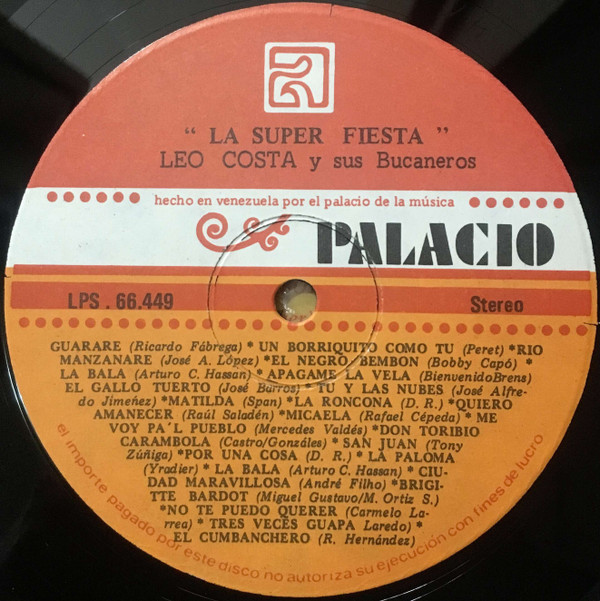 " LA SUPER FIESTA "
LEO COSTA y sus Bucaneros
hecho en venezuela por el palacio de la música
PALACIO
LPS . 66.449
Stereo
GUARARE (Ricardo Fábrega) * UN BORRIQUITO COMO TU (Peret) *RIO
MANZANARE (José A. López) *EL NEGRO BEMBON (Bobby Capó) *
LA BALA (Arturo C. Hassan) - APAGAME LA VELA (BienvenidoBrens)
EL GALLO TUERTO (José Barros) - TU Y LAS NUBES (José Alfre-
do Jimeñez) *MATILDA (Span) *LA RONCONA (D. R.) *QUIERO
AMANECER (Raúl Saladén) *MICAELA (Rafael Cépeda) *ME
VOY PA'L PUEBLO (Mercedes Valdés) *DON TORIBIO
CARAMBOLA (Castro/Gonzáles) * SAN JUAN (Tony
Zúñiga) *POR UNA COSA (D. R.) * LA PALOMA
(Yradier) * LA BALA (Arturo C. Hassan) * CIU-
DAD MARAVILLOSA (André Filho) *BRIGI-
TTE BARDOT (Miguel Gustavo/M. Ortiz S.)
*NO TE PUEDO QUERER (Carmelo La-
rrea) * TRES VECES GUAPA Laredo) *
EL CUMBANCHERO (R. Hernández)
el importe pagado por este disco no autoriza su ejecución con fines de lucro